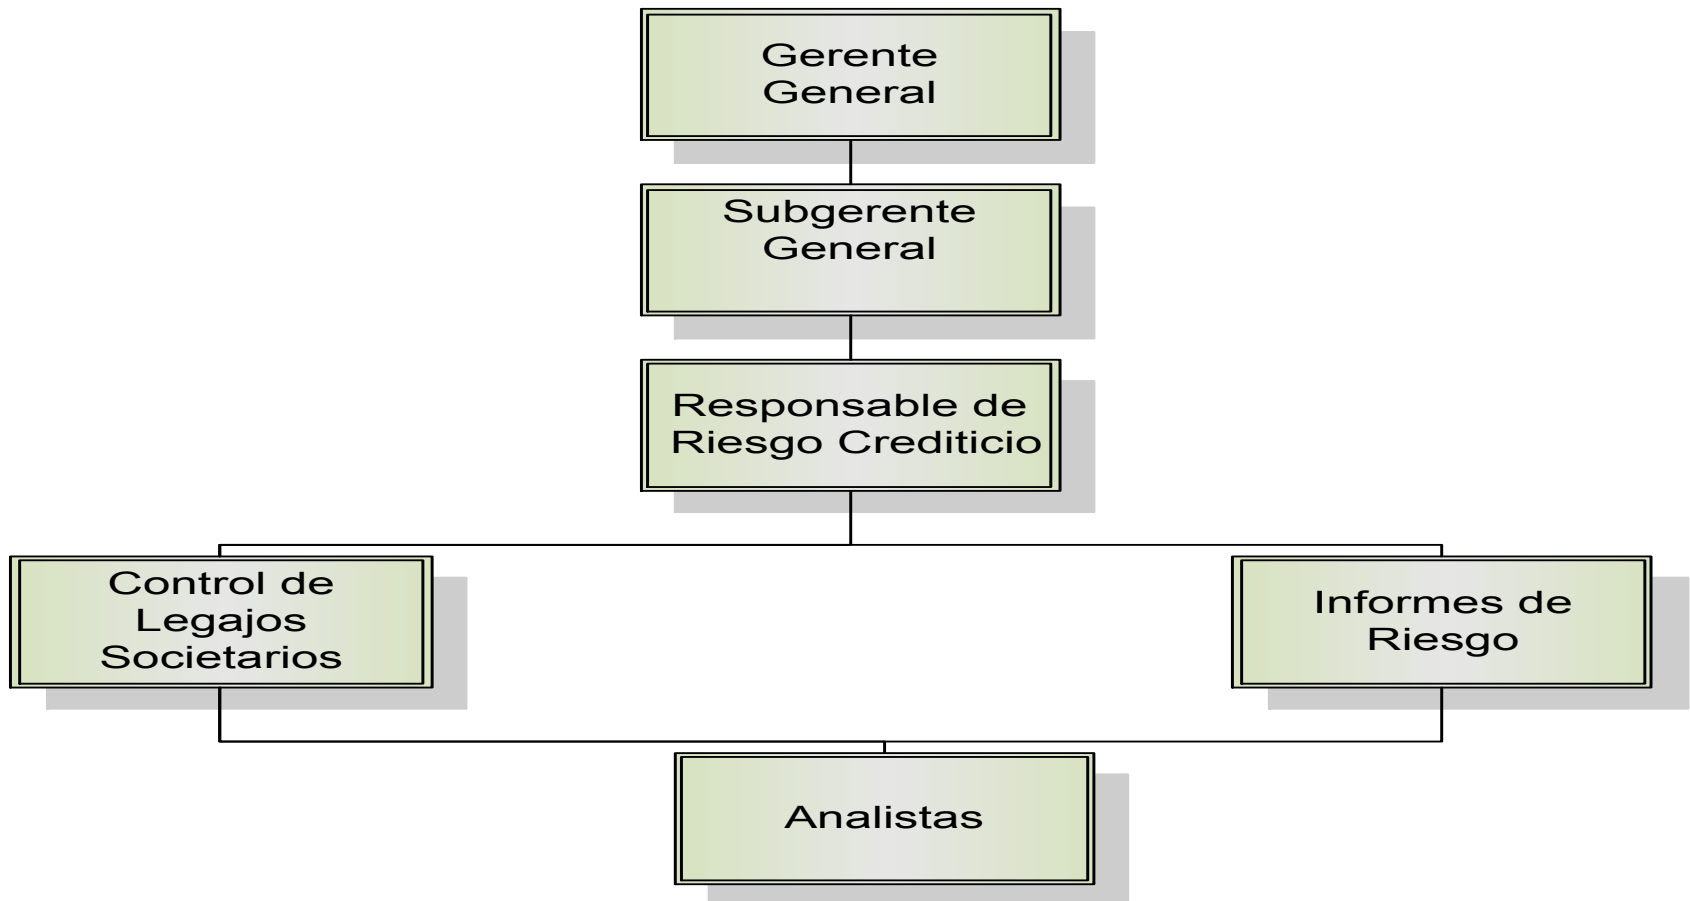 Gerente
General
Subgerente
General
Responsable de
Riesgo Crediticio
Control de
Legajos
Societarios
Informes de
Riesgo
Analistas